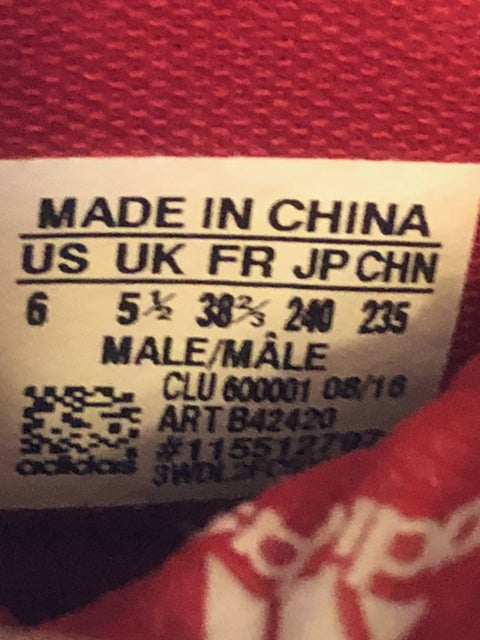 MADE IN CHINA
US UK FR JP CHN
6 5½ 38⅔ 240 235
MALE/MÂLE
CLU 600001 08/16
ART B42420
adidas
adidas